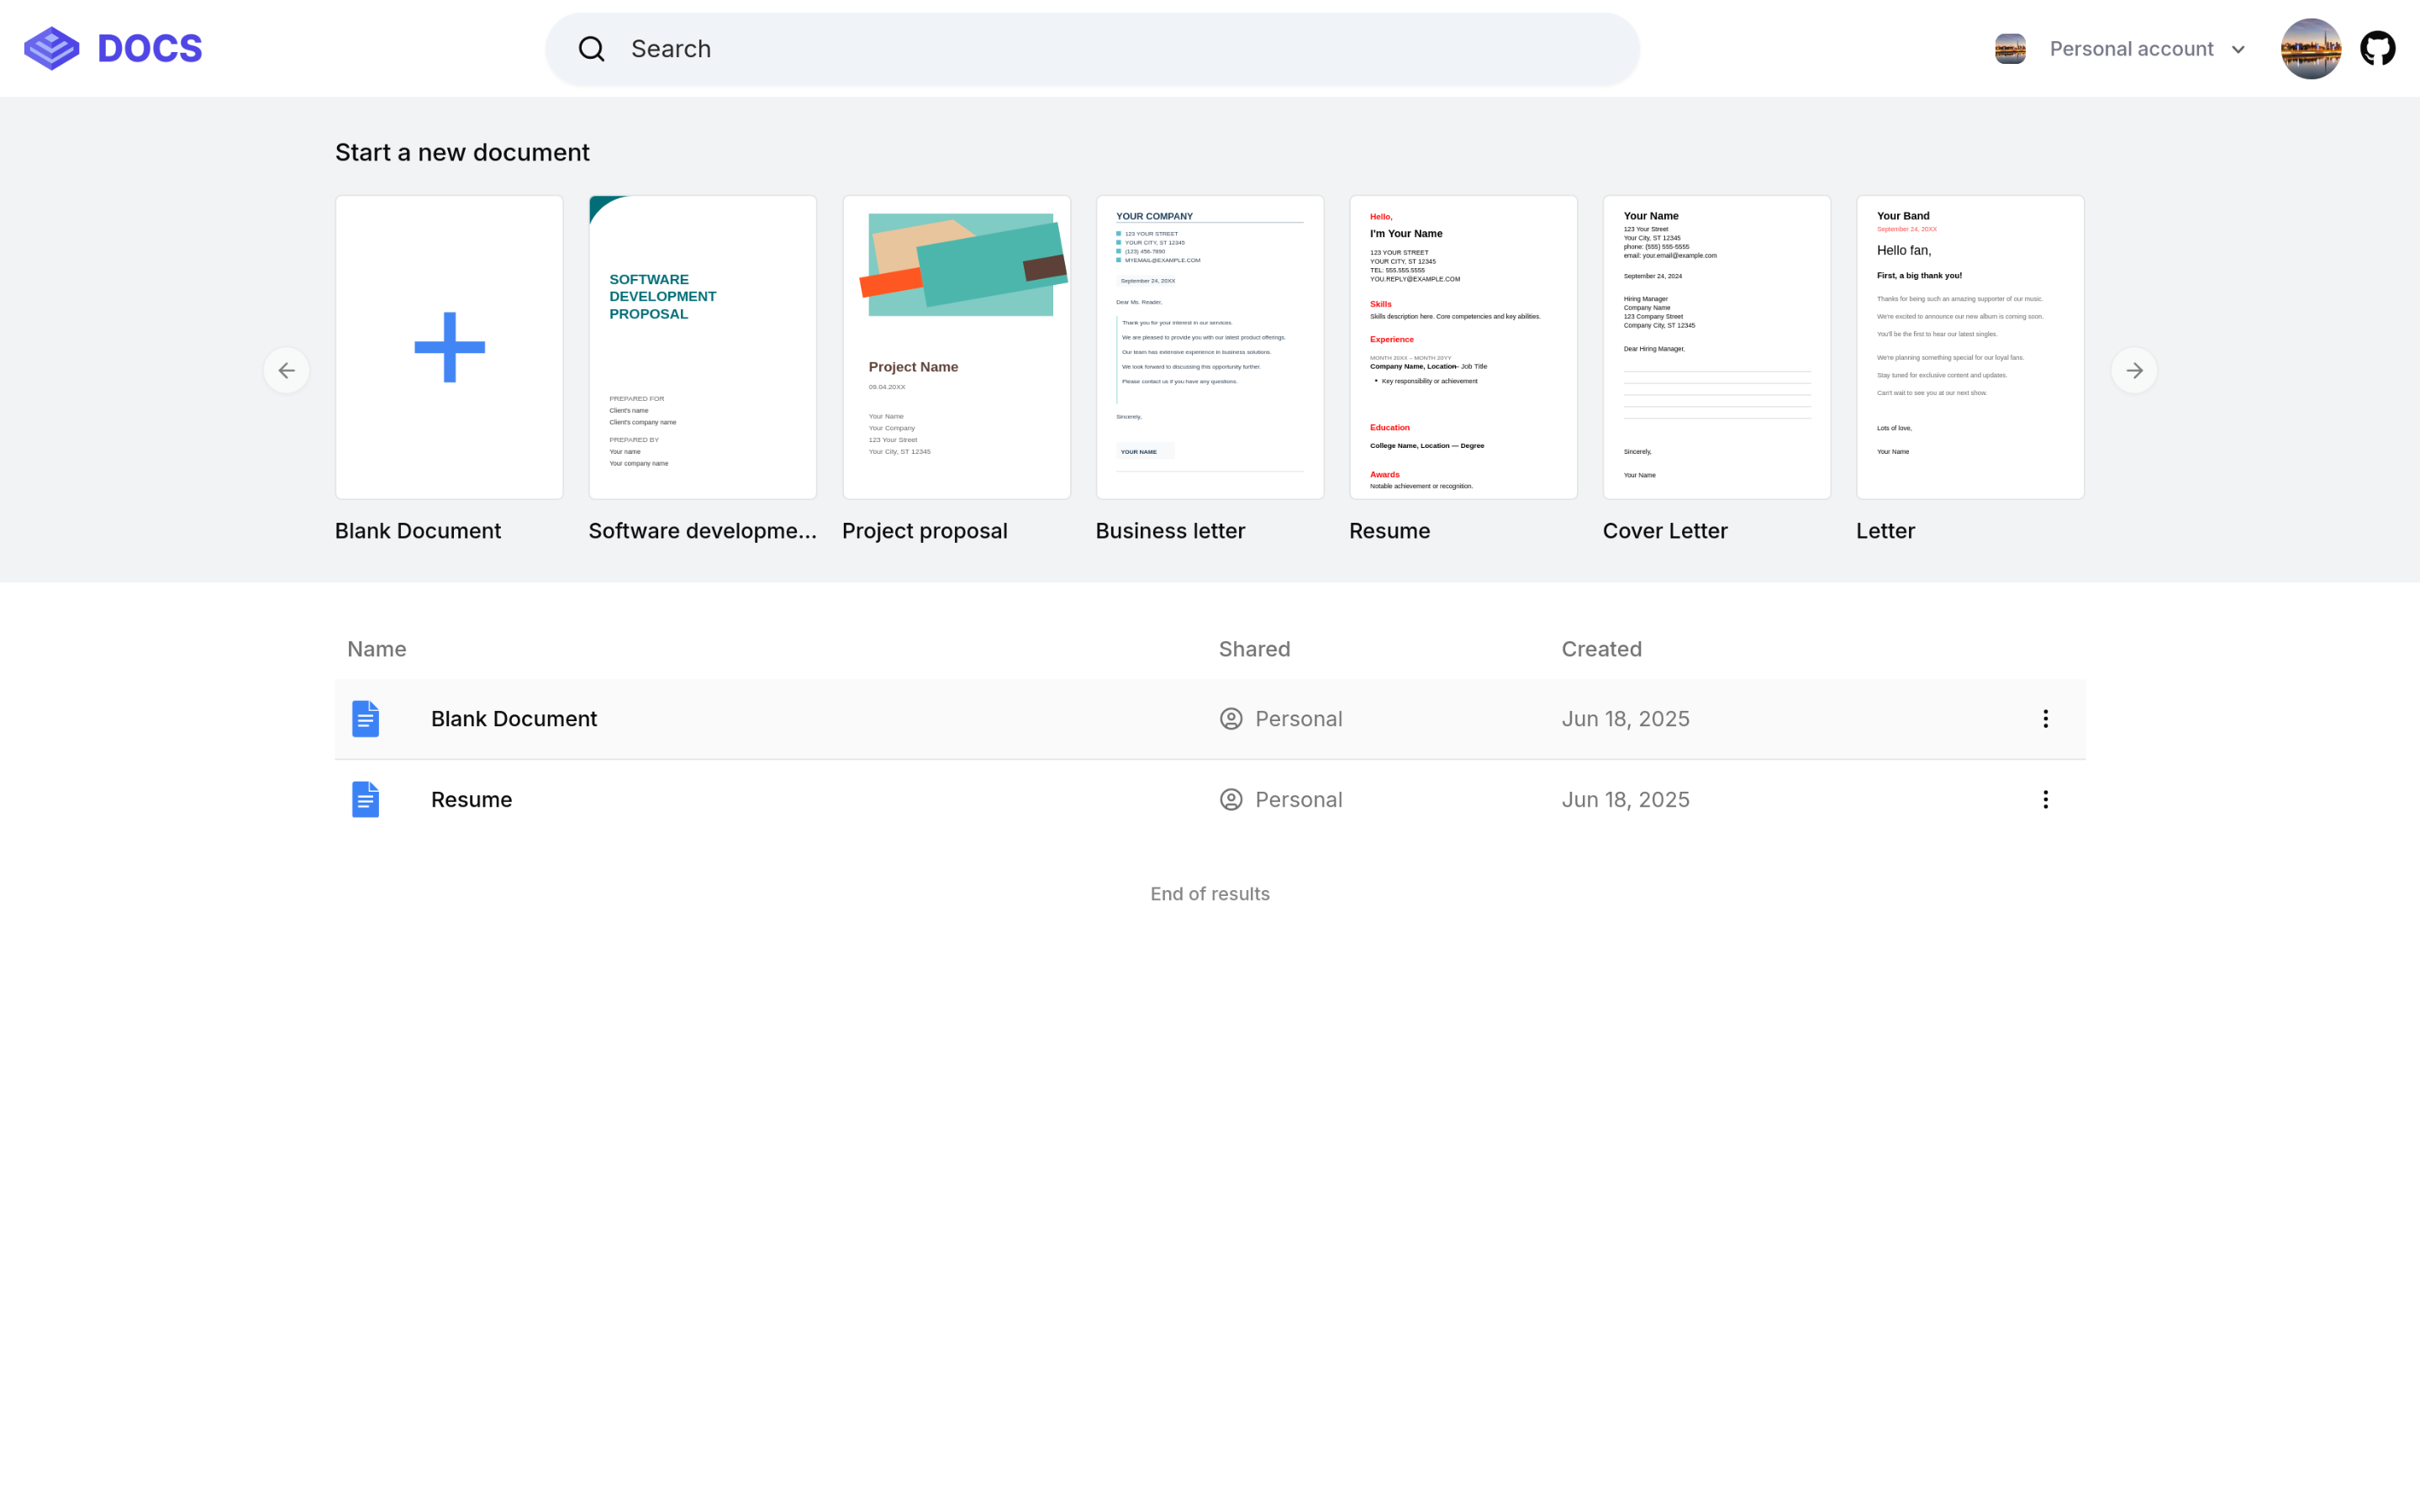 DOCS
Search
Personal account
Start a new document
SOFTWARE
DEVELOPMENT
PROPOSAL
PREPARED FOR
Client's name
Client's company name
PREPARED BY
Your name
Your company name
Project Name
09.04.20XX
Your Name
Your Company
123 Your Street
Your City, ST 12345
YOUR COMPANY
123 YOUR STREET
YOUR CITY, ST 12345
(123) 456-7890
MYEMAIL@EXAMPLE.COM
September 24, 20XX
Dear Ms. Reader,
Thank you for your interest in our services.
We are pleased to provide you with our latest product offerings.
Our team has extensive experience in business solutions.
We look forward to discussing this opportunity further.
Please contact us if you have any questions.
Sincerely,
YOUR NAME
Hello,
I'm Your Name
123 YOUR STREET
YOUR CITY, ST 12345
TEL: 555.555.5555
YOU.REPLY@EXAMPLE.COM
Skills
Skills description here. Core competencies and key abilities.
Experience
MONTH 20XX – MONTH 20YY
Company Name, Location— Job Title
• Key responsibility or achievement
Education
College Name, Location — Degree
Awards
Notable achievement or recognition.
Your Name
123 Your Street
Your City, ST 12345
phone: (555) 555-5555
email: your.email@example.com
September 24, 2024
Hiring Manager
Company Name
123 Company Street
Company City, ST 12345
Dear Hiring Manager,
Sincerely,
Your Name
Your Band
September 24, 20XX
Hello fan,
First, a big thank you!
Thanks for being such an amazing supporter of our music.
We're excited to announce our new album is coming soon.
You'll be the first to hear our latest singles.
We're planning something special for our loyal fans.
Stay tuned for exclusive content and updates.
Can't wait to see you at our next show.
Lots of love,
Your Name
Blank Document
Software developme...
Project proposal
Business letter
Resume
Cover Letter
Letter
Name Shared Created
Blank Document Personal Jun 18, 2025
Resume Personal Jun 18, 2025
End of results